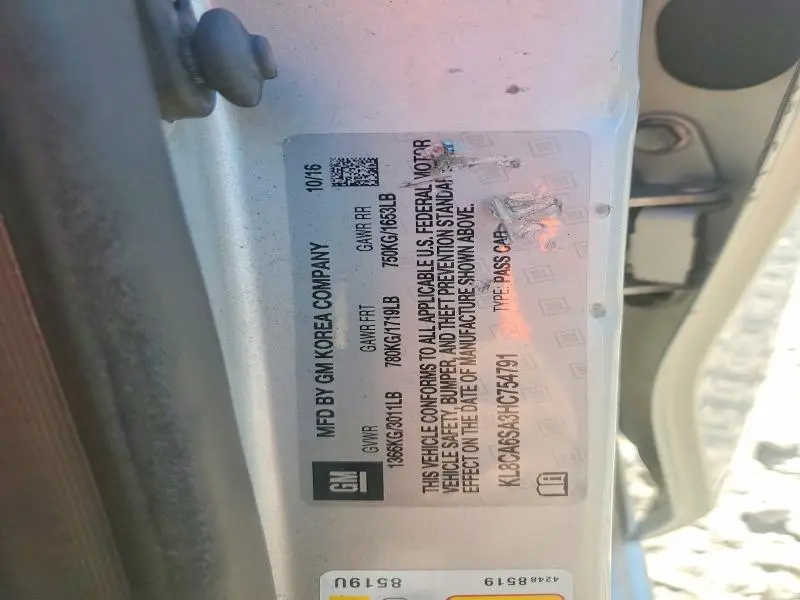 GM
MFD BY GM KOREA COMPANY 10/16
GVWR GAWR FRT GAWR RR
1366KG/3011LB 780KG/1719LB 750KG/1653LB
THIS VEHICLE CONFORMS TO ALL APPLICABLE U.S. FEDERAL MOTOR
VEHICLE SAFETY, BUMPER, AND THEFT PREVENTION STANDAR
EFFECT ON THE DATE OF MANUFACTURE SHOWN ABOVE.
KL8CA6SA3HC754791 TYPE: PASS CAR
8519U
42488519